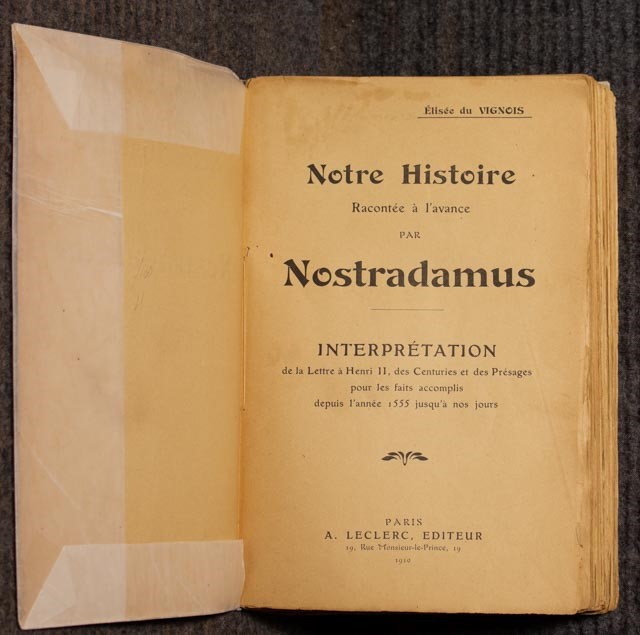 Élisée du VIGNOIS
Notre Histoire
Racontée à l'avance
PAR
Nostradamus
INTERPRÉTATION
de la Lettre à Henri II, des Centuries et des Présages
pour les faits accomplis
depuis l'année 1555 jusqu'à nos jours
PARIS
A. LECLERC, EDITEUR
19, Rue Monsieur-le-Prince, 19
1910